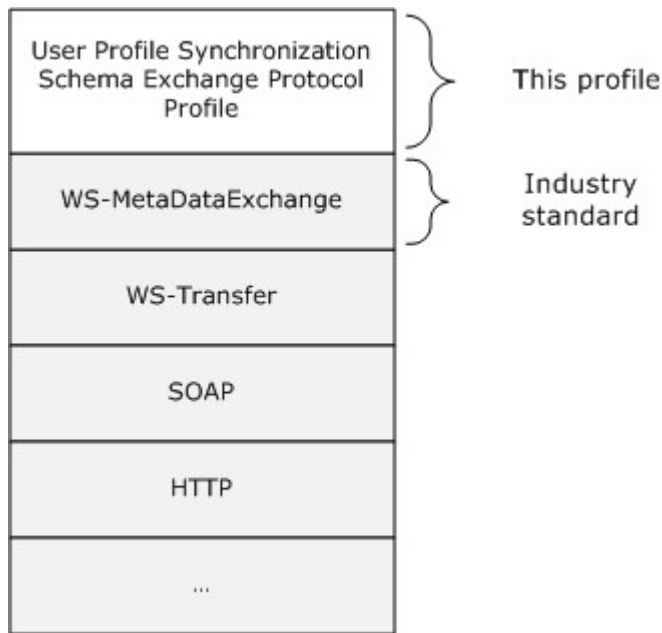 User Profile Synchronization
Schema Exchange Protocol
Profile
This profile
WS-MetaDataExchange
Industry
standard
WS-Transfer
SOAP
HTTP
...